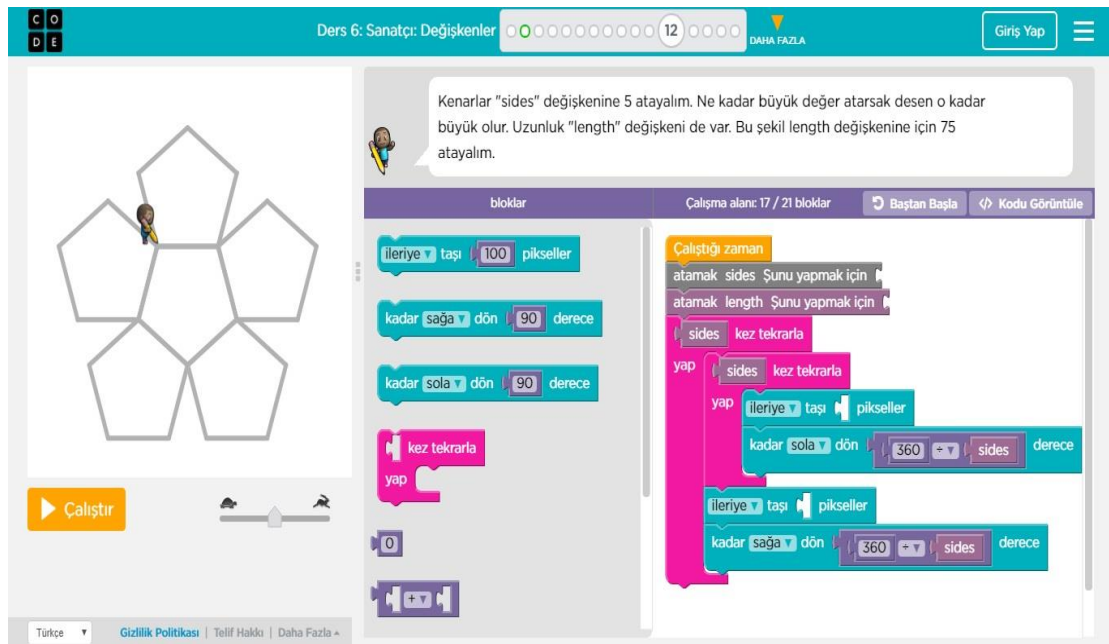 C O
D E
Ders 6: Sanatçı: Değişkenler
12
DAHA FAZLA
Giriş Yap
Kenarlar "sides" değişkenine 5 atayalım. Ne kadar büyük değer atarsak desen o kadar
büyük olur. Uzunluk "length" değişkeni de var. Bu şekil length değişkenine için 75
atayalım.
bloklar
Çalışma alanı: 17 / 21 bloklar
Baştan Başla
</> Kodu Görüntüle
ileriye taşı 100 pikseller
kadar sağa dön 90 derece
kadar sola dön 90 derece
kez tekrarla
yap
0
+
Çalıştığı zaman
atamak sides Şunu yapmak için
atamak length Şunu yapmak için
sides kez tekrarla
yap sides kez tekrarla
yap ileriye taşı pikseller
kadar sola dön 360 ÷ sides derece
ileriye taşı pikseller
kadar sağa dön 360 ÷ sides derece
Çalıştır
Türkçe
Gizlilik Politikası | Telif Hakkı | Daha Fazla